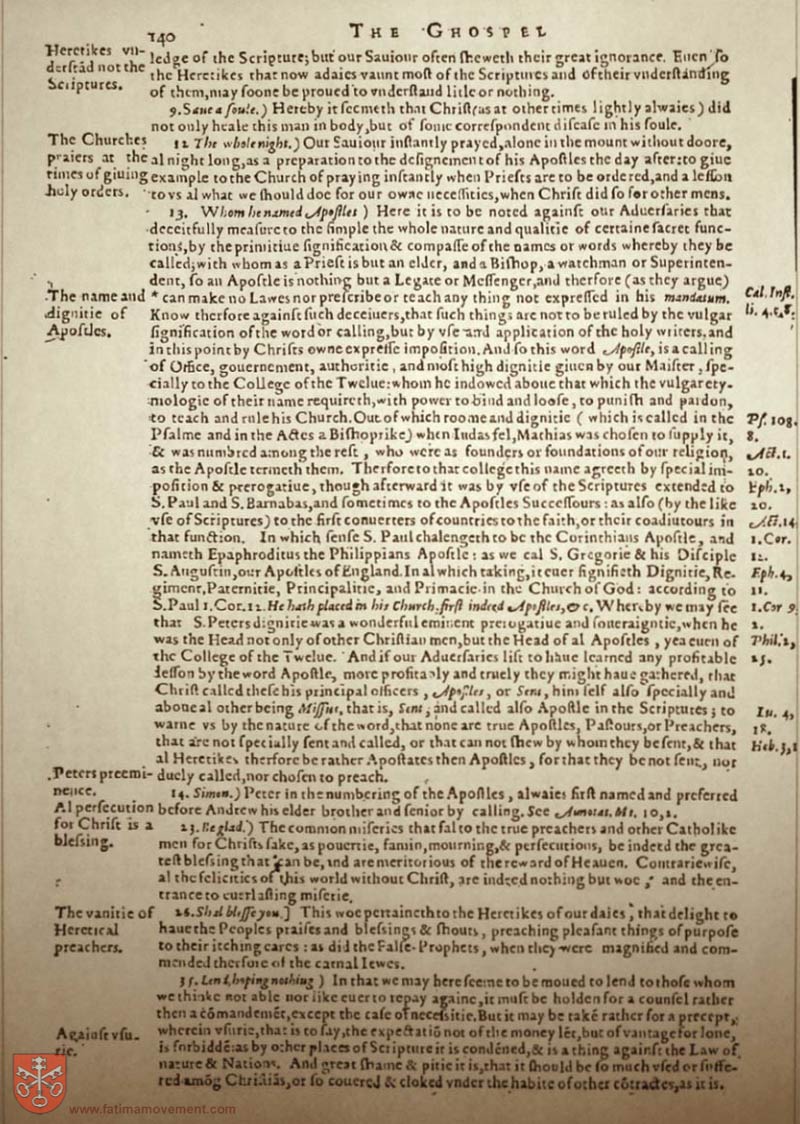 140
THE GHOSPEL
Heretikes vn-
derstãd not the
Scriptures.
ledge of the Scripture; but our Sauiour often sheweth their great ignorance. Euen so
the Heretikes that now adaies vaunt most of the Scriptures and of their vnderstanding
of them, may soone be proued to vnderstand litle or nothing.
9. Saue a soule.) Hereby it seemeth that Christ (as at other times lightly alwaies) did
not only heale this man in body, but of some correspondent disease in his soule.
The Churches
praiers at the
times of giuing
holy orders.
12. The whole night.) Our Sauiour instantly prayed, alone in the mount without doore,
al night long, as a preparation to the designement of his Apostles the day after: to giue
example to the Church of praying instantly when Priests are to be ordered, and a lesson
to vs al what we should doe for our owne necessities, when Christ did so for other mens.
13. Whom he named Apostles) Here it is to be noted against our Aduersaries that
deceitfully measure to the simple the whole nature and qualitie of certaine sacret func-
tions, by the primitiue signification & compasse of the names or words whereby they be
called; with whom as a Priest is but an elder, and a Bishop, a watchman or Superinten-
dent, so an Apostle is nothing but a Legate or Messenger, and therfore (as they argue)
The name and
dignitie of
Apostles.
* can make no Lawes nor prescribe or teach any thing not expressed in his mandatum.
Cal. Inst.
li. 4. c. 8.
Know therfore against such deceiuers, that such things are not to be ruled by the vulgar
signification of the word or calling, but by vse and application of the holy writers, and
in this point by Christs owne expresse imposition. And so this word Apostle, is a calling
of Office, gouernement, authoritie, and most high dignitie giuen by our Maister, spe-
cially to the College of the Twelue: whom he indowed aboue that which the vulgar ety-
mologie of their name requireth, with power to bind and loose, to punish and pardon,
to teach and rule his Church. Out of which roome and dignitie (which is called in the
Ps. 108.
Psalme and in the Actes a Bishoprike) when Iudas fel, Mathias was chosen to supply it,
8.
& was numbred among the rest, who were as founders or foundations of our religion,
Act. 1.
as the Apostle termeth them. Therfore to that college this name agreeth by special im-
20.
position & prerogatiue, though afterward it was by vse of the Scriptures extended to
Eph. 2,
S. Paul and S. Barnabas, and sometimes to the Apostles Successours: as also (by the like
20.
vse of Scriptures) to the first conuerters of countries to the faith, or their coadiutours in
Act. 14
that function. In which sense S. Paul chalengeth to be the Corinthians Apostle, and
1. Cor.
nameth Epaphroditus the Philippians Apostle: as we cal S. Gregorie & his Disciple
12.
S. Augustin, our Apostles of England. In al which taking, it euer signifieth Dignitie, Re-
Eph. 4,
giment, Paternitie, Principalitie, and Primacie in the Church of God: according to
11.
S. Paul 1. Cor. 12. He hath placed in his Church, first indeed Apostles, &c. Whereby we may see
1. Cor 9.
that S. Peters dignitie was a wonderful eminent prerogatiue and soueraigntie, when he
2.
was the Head not only of other Christian men, but the Head of al Apostles, yea euen of
Phil. 2,
the College of the Twelue. And if our Aduersaries list to haue learned any profitable
25.
lesson by the word Apostle, more profitably and truely they might haue gathered, that
Christ called these his principal officers, Apostles, or Sent, him self also specially and
aboue al other being Missus, that is, Sent, and called also Apostle in the Scriptures; to
Io. 4,
warne vs by the nature of the word, that none are true Apostles, Pastours, or Preachers,
18.
that are not specially sent and called, or that can not shew by whom they be sent, & that
Heb. 3, 1
al Heretikes therfore be rather Apostates then Apostles, for that they be not sent, nor
duely called, nor chosen to preach.
Peters preemi-
nence.
14. Simon.) Peter in the numbering of the Apostles, alwaies first named and preferred
before Andrew his elder brother and senior by calling. See Annotat. Mt. 10, 2.
Al persecution
for Christ is a
blessing.
23. Be glad.) The common miseries that fal to the true preachers and other Catholike
men for Christs sake, as pouertie, famin, mourning, & persecutions, be indeed the grea-
test blessing that can be, and are meritorious of the reward of Heauen. Contrariewise,
al the felicities of this world without Christ, are indeed nothing but woe, and the en-
trance to euerlasting miserie.
The vanitie of
Heretical
preachers.
26. Shal blesse you.] This woe pertaineth to the Heretikes of our daies, that delight to
haue the Peoples praises and blessings & shouts, preaching pleasant things of purpose
to their itching eares: as did the False-Prophets, when they were magnified and com-
mended therfore of the carnal Iewes.
35. Lend, hoping nothing) In that we may here seeme to be moued to lend to those whom
we thinke not able nor like euer to repay againe, it must be holden for a counsel rather
then a cõmandemẽt, except the case of necessitie. But it may be takẽ rather for a precept,
Against vsu-
rie.
wherein vsurie, that is to say, the expectatiõ not of the money lẽt, but of vantage for lone,
is forbiddẽ: as by other places of Scripture it is condẽned, & is a thing against the Law of
nature & Nations. And great shame & pitie it is, that it should be so much vsed or suffe-
red amõg Christiãs, or so couered & cloked vnder the habite of other cõtractes, as it is.
www.fatimamovement.com